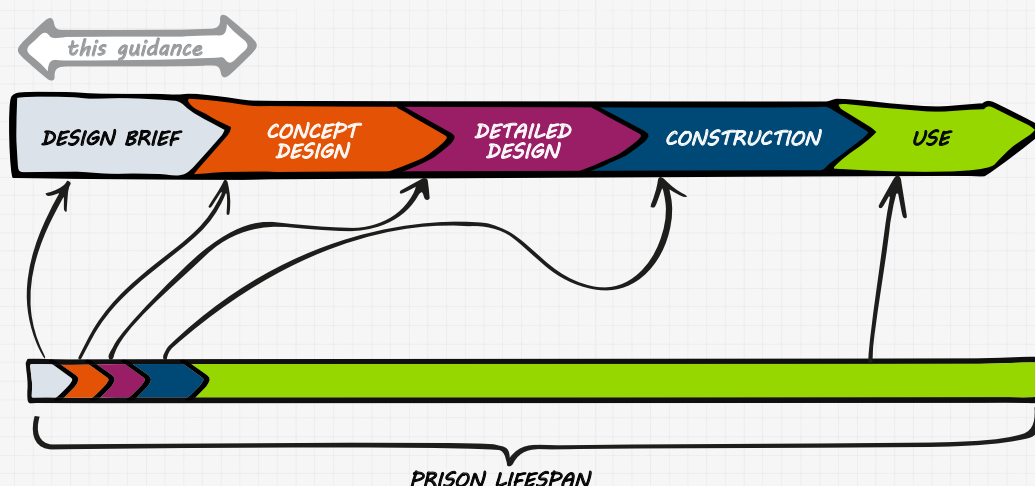 this guidance
DESIGN BRIEF
CONCEPT
DESIGN
DETAILED
DESIGN
CONSTRUCTION
USE
PRISON LIFESPAN